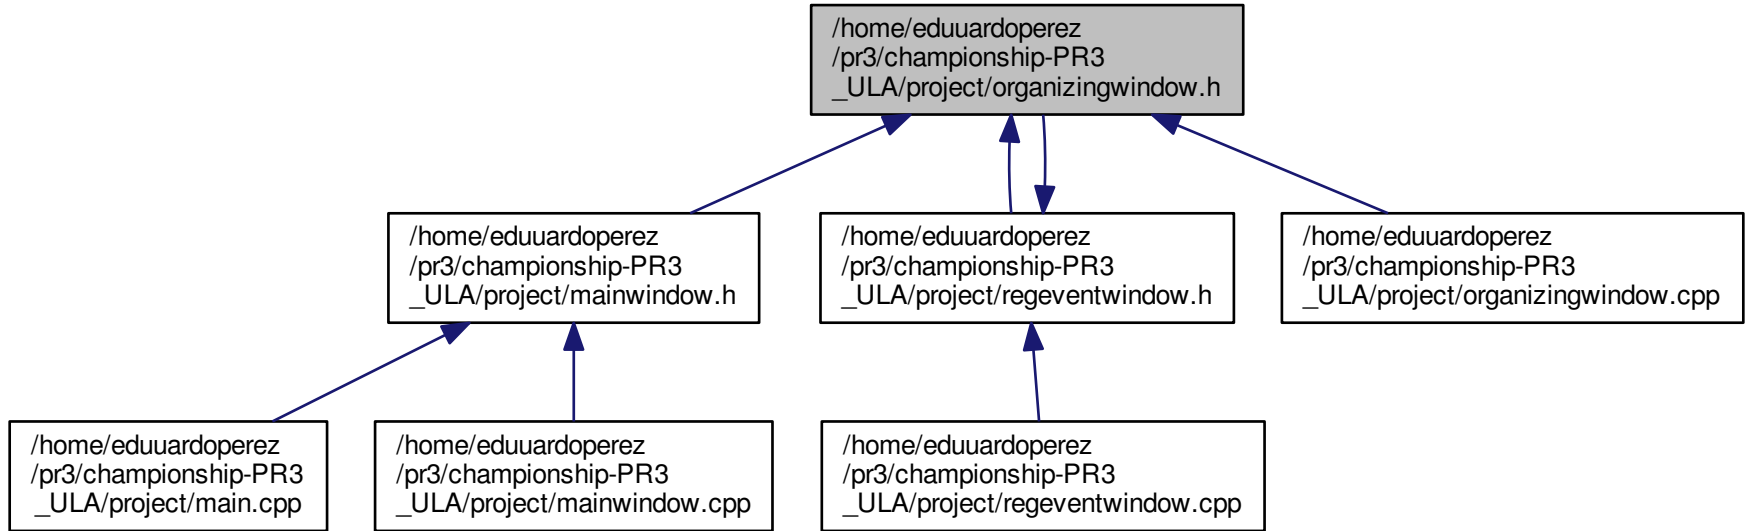 /home/eduuardoperez
/pr3/championship-PR3
_ULA/project/organizingwindow.h
/home/eduuardoperez
/pr3/championship-PR3
_ULA/project/mainwindow.h
/home/eduuardoperez
/pr3/championship-PR3
_ULA/project/regeventwindow.h
/home/eduuardoperez
/pr3/championship-PR3
_ULA/project/organizingwindow.cpp
/home/eduuardoperez
/pr3/championship-PR3
_ULA/project/main.cpp
/home/eduuardoperez
/pr3/championship-PR3
_ULA/project/mainwindow.cpp
/home/eduuardoperez
/pr3/championship-PR3
_ULA/project/regeventwindow.cpp